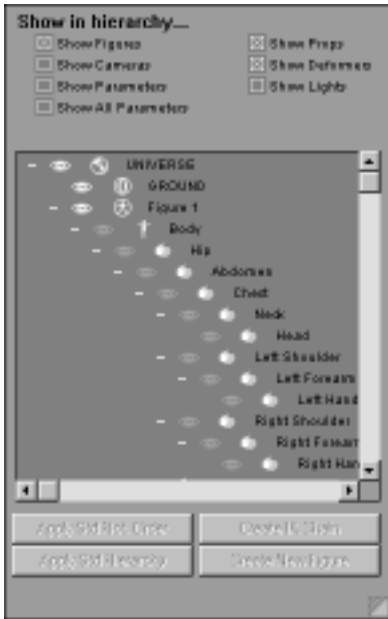 Show in hierarchy...
Show Figures
Show Props
Show Cameras
Show Deformers
Show Parameters
Show Lights
Show All Parameters
UNIVERSE
GROUND
Figure 1
Body
Hip
Abdomen
Chest
Neck
Head
Left Shoulder
Left Forearm
Left Hand
Right Shoulder
Right Forear
Right Han
Apply Std Rot. Order
Create IK Chain
Apply Std Hierarchy
Create New Figure